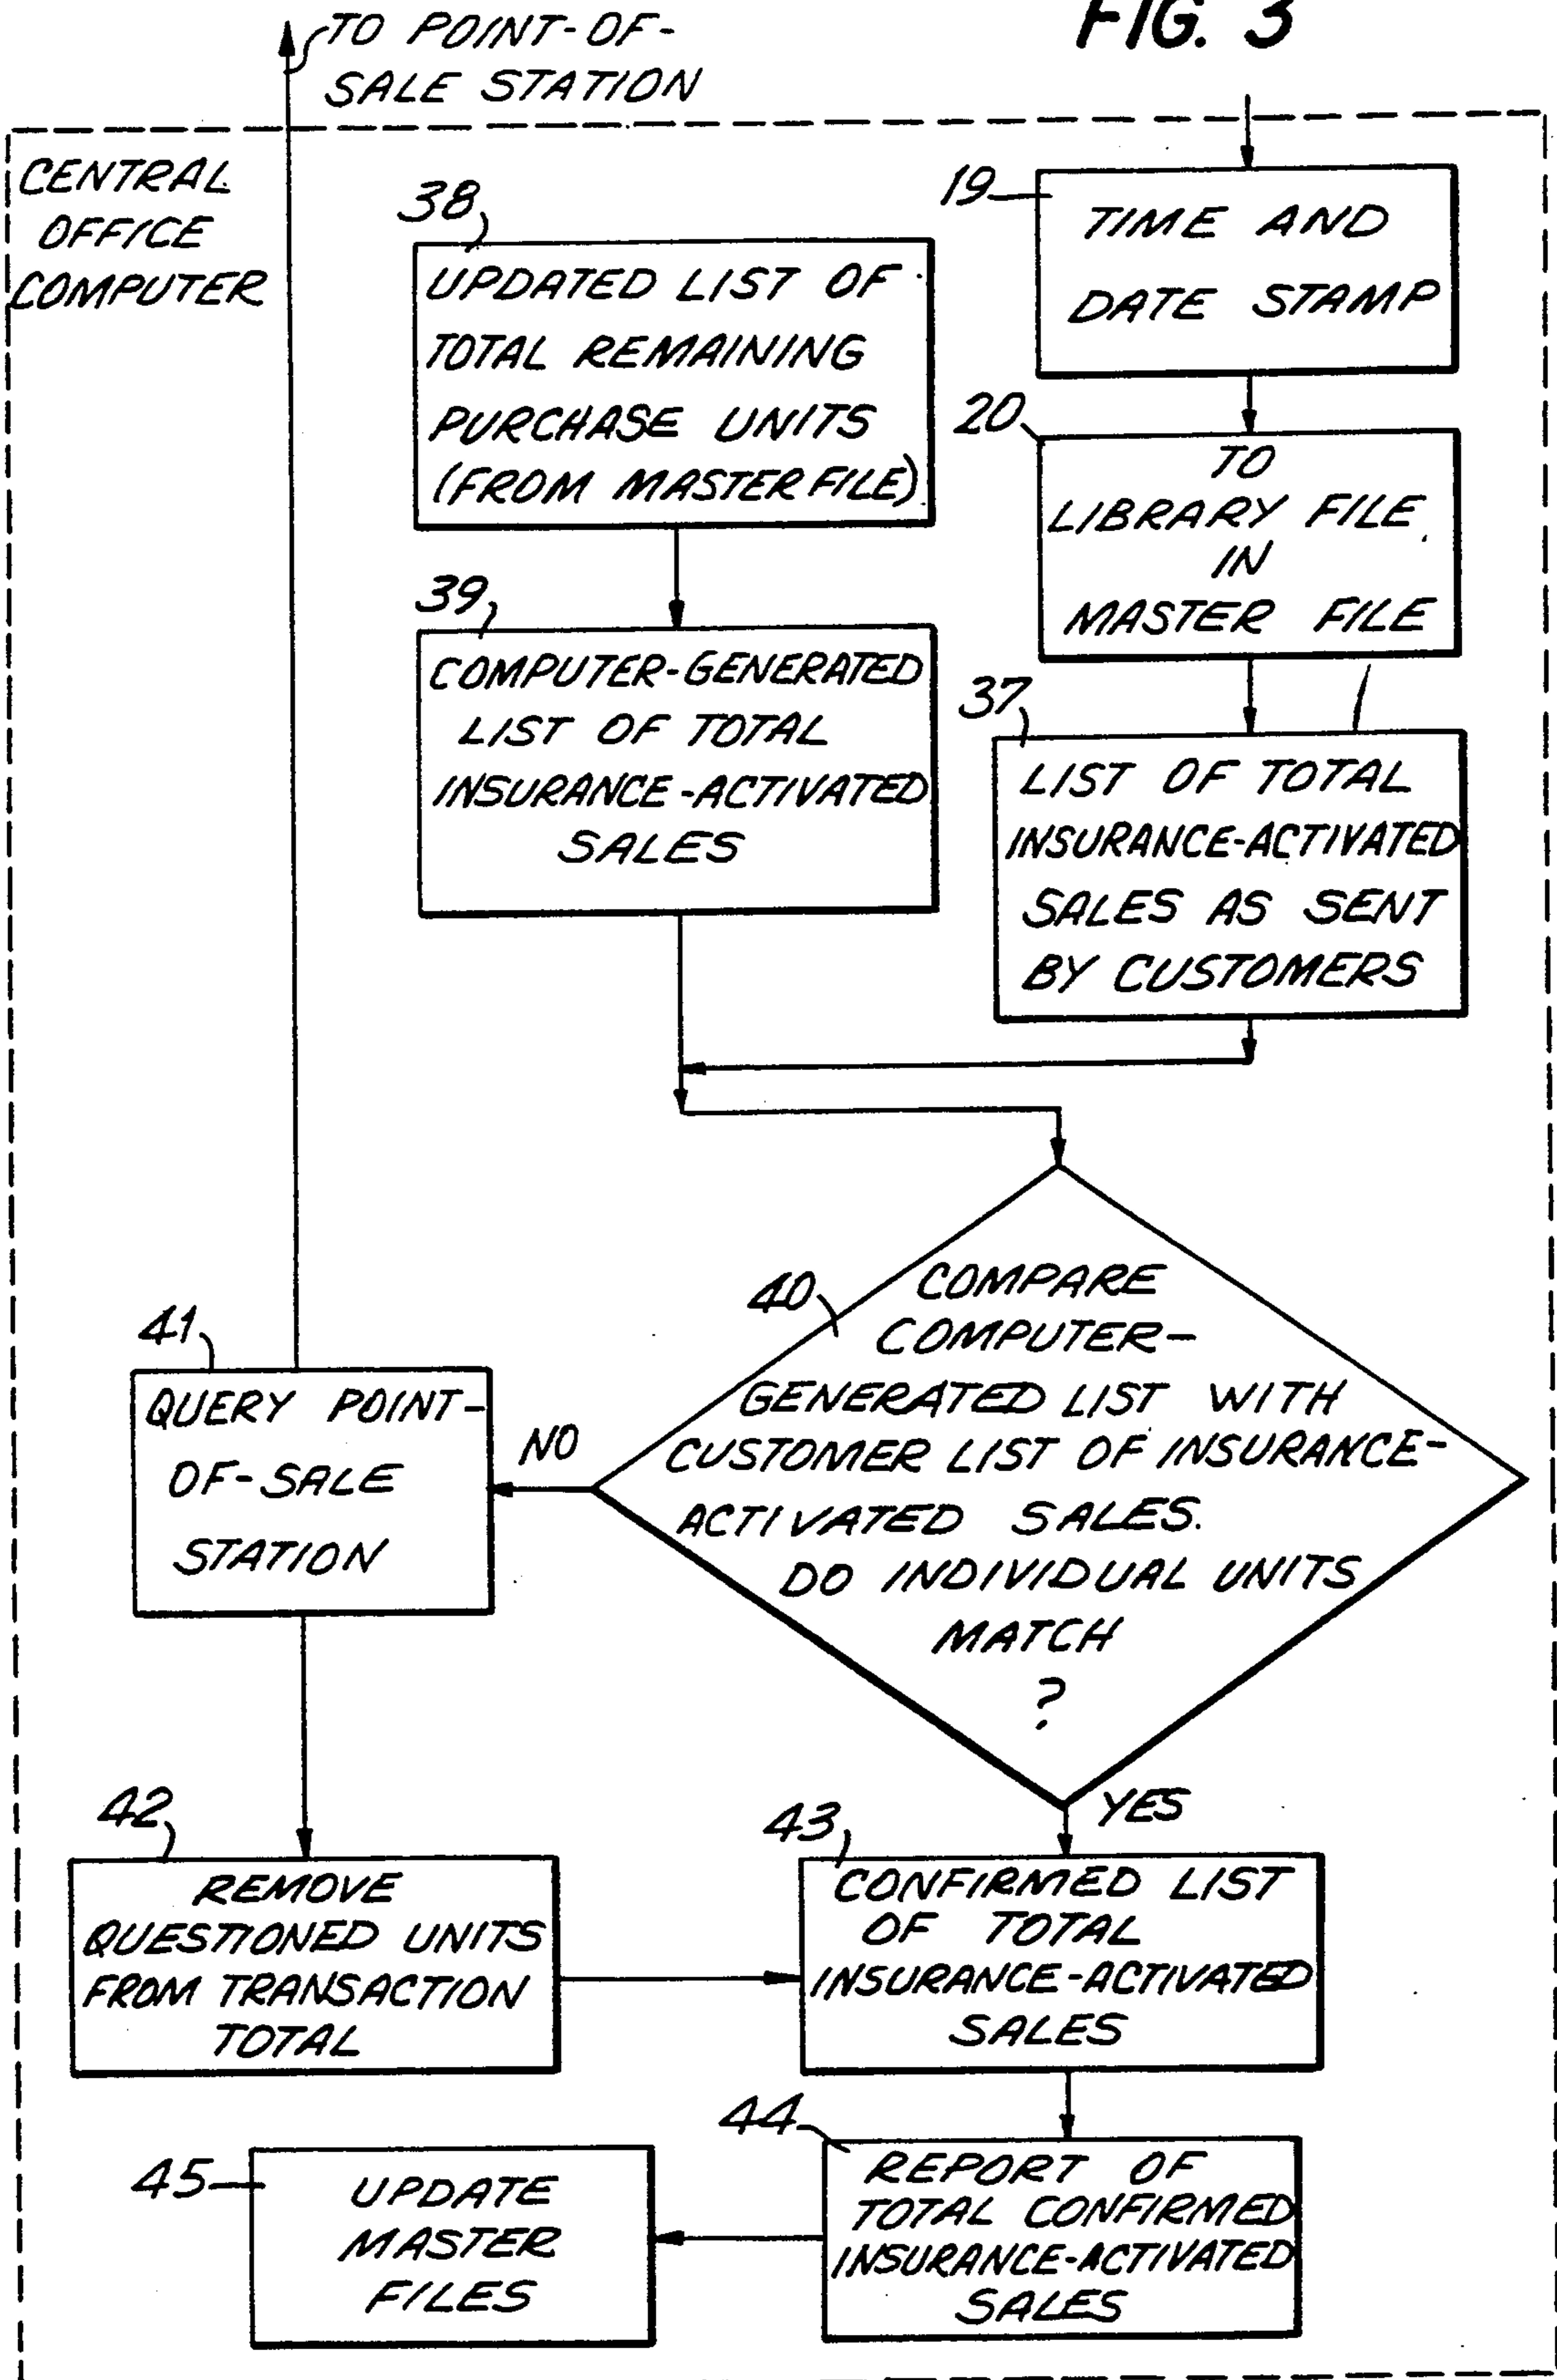 FIG. 3
TO POINT-OF-
SALE STATION
CENTRAL
OFFICE
COMPUTER
38
UPDATED LIST OF
TOTAL REMAINING
PURCHASE UNITS
(FROM MASTER FILE)
19
TIME AND
DATE STAMP
20
TO
LIBRARY FILE
IN
MASTER FILE
39
COMPUTER-GENERATED
LIST OF TOTAL
INSURANCE-ACTIVATED
SALES
37
LIST OF TOTAL
INSURANCE-ACTIVATED
SALES AS SENT
BY CUSTOMERS
40
COMPARE
COMPUTER-
GENERATED LIST WITH
CUSTOMER LIST OF INSURANCE-
ACTIVATED SALES.
DO INDIVIDUAL UNITS
MATCH
?
NO
YES
41
QUERY POINT-
OF-SALE
STATION
42
REMOVE
QUESTIONED UNITS
FROM TRANSACTION
TOTAL
43
CONFIRMED LIST
OF TOTAL
INSURANCE-ACTIVATED
SALES
44
REPORT OF
TOTAL CONFIRMED
INSURANCE-ACTIVATED
SALES
45
UPDATE
MASTER
FILES